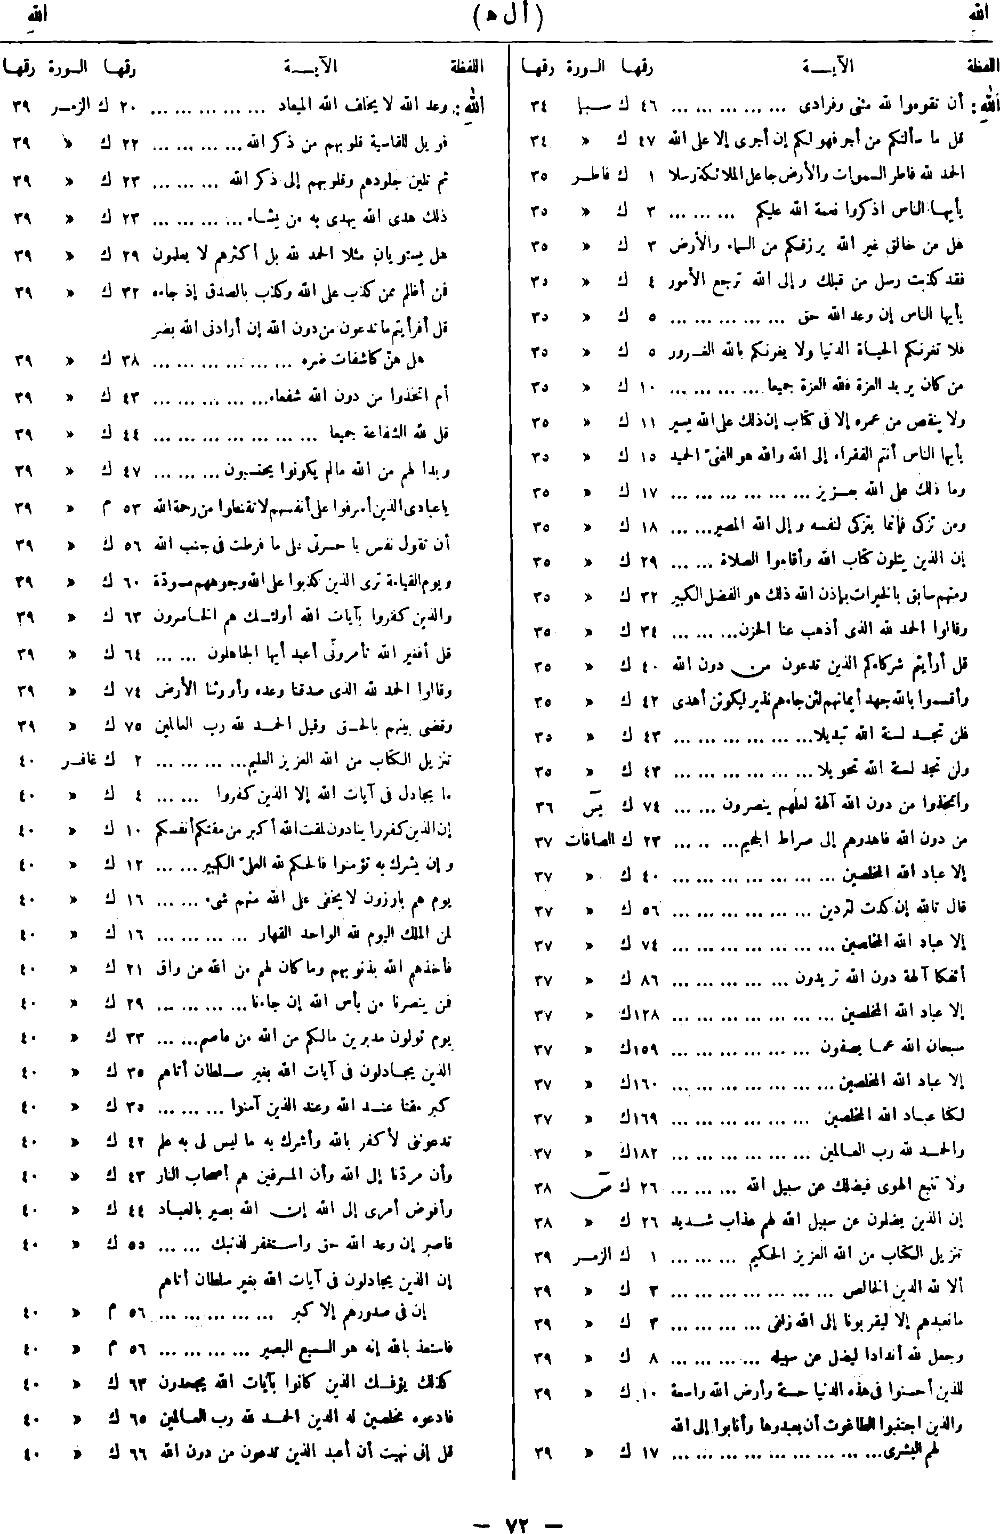 الله (أ ل ه) الله
اللفظة الآيـــة رقمها السورة رقمها
الله: أن تقوموا لله مثنى وفرادى ... ... ... ... ... ٤٦ ك سـبإ ٣٤
قل ما سألتكم من أجر فهو لكم إن أجرى إلا على الله ٤٧ ك « ٣٤
الحمد لله فاطر السموات والأرض جاعل الملائكة رسلا ١ ك فاطـر ٣٥
يأيهـا الناس اذكروا نعمة الله عليكم ... ... ... ٣ ك « ٣٥
هل من خالق غير الله يرزقكم من السماء والأرض ٣ ك « ٣٥
فقد كذبت رسل من قبلك وإلى الله ترجع الأمور ٤ ك « ٣٥
يأيها الناس إن وعد الله حق ... ... ... ... ... ٥ ك « ٣٥
فلا تغرنكم الحياة الدنيا ولا يغرنكم بالله الغـرور ٥ ك « ٣٥
من كان يريد العزة فلله العزة جميعا... ... ... ... ١٠ ك « ٣٥
ولا ينقص من عمره إلا فى كتاب إن ذلك على الله يسير ١١ ك « ٣٥
يأيها الناس أنتم الفقراء إلى الله والله هو الغنىّ الحميد ١٥ ك « ٣٥
وما ذلك على الله بعـزيز ... ... ... ... ... ... ١٧ ك « ٣٥
ومن تزكى فإنما يتزكى لنفسه وإلى الله المصير... ... ١٨ ك « ٣٥
إن الذين يتلون كتاب الله وأقاموا الصلاة ... ... ٢٩ ك « ٣٥
ومنهم سابق بالخيرات بإذن الله ذلك هو الفضل الكبير ٣٢ ك « ٣٥
وقالوا الحمد لله الذى أذهب عنا الحزن... ... ... ٣٤ ك « ٣٥
قل أرأيتم شركاءكم الذين تدعون من دون الله ٤٠ ك « ٣٥
وأقسموا بالله جهد أيمانهم لئن جاءهم نذير ليكونن أهدى ٤٢ ك « ٣٥
فلن تجـد لسنة الله تبديلا... ... ... ... ... ... ٤٣ ك « ٣٥
ولن تجد لسنة الله تحويلا... ... ... ... ... ... ٤٣ ك « ٣٥
واتخذوا من دون الله آلهة لعلهم ينصرون ... ... ٧٤ ك يسٓ ٣٦
من دون الله فاهدوهم إلى صراط الجحيم... .. ... ٢٣ ك الصافات ٣٧
إلا عباد الله المخلصين ... ... ... ... ... ... ... ٤٠ ك « ٣٧
قال تالله إن كدت لتردين ... ... ... ... ... ... ٥٦ ك « ٣٧
إلا عباد الله المخلصين ... ... ... ... ... ... ... ٧٤ ك « ٣٧
أئفكا آلهة دون الله تريدون ... ... ... ... ... ٨٦ ك « ٣٧
إلا عباد الله المخلصين ... ... ... ... ... ... ... ١٢٨ك « ٣٧
سبحان الله عمـا يصفون ... ... ... ... ... ... ١٥٩ك « ٣٧
إلا عباد الله المخلصين... ... ... ... ... ... ... ١٦٠ك « ٣٧
لكنا عبـاد الله المخلصين ... ... ... ... ... ... ١٦٩ك « ٣٧
والحمـد لله رب العـالمين ... ... ... ... ... ... ١٨٢ك « ٣٧
ولا تتبع الهوى فيضلك عن سبيل الله ... ... ... ٢٦ ك صٓ ٣٨
إن الذين يضلون عن سبيل الله لهم عذاب شـديد ٢٦ ك « ٣٨
تنزيل الكتاب من الله العزيز الحكيم ... ... ... ١ ك الزمـر ٣٩
ألا لله الدين الخالص ... ... ... ... ... ... ... ٣ ك « ٣٩
ما نعبدهم إلا ليقربونا إلى الله زلفى ... ... ... ... ٣ ك « ٣٩
وجعل لله أندادا ليضل عن سبيله ... ... ... ... ٨ ك « ٣٩
للذين أحسنوا فى هذه الدنيا حسنة وأرض الله واسعة ١٠ ك « ٣٩
والذين اجتنبوا الطاغوت أن يعبدوها وأنابوا إلى الله
لهم البشرى... ... ... ... ... ... ... ... ... ١٧ ك « ٣٩
اللفظة الآيـــة رقمها السورة رقمها
الله: وعد الله لا يخلف الله الميعاد ... ... ... ... ... ٢٠ ك الزمـر ٣٩
فويل للقاسية قلوبهم من ذكر الله... ... ... ... ٢٢ ك « ٣٩
ثم تلين جلودهم وقلوبهم إلى ذكر الله ... ... ... ٢٣ ك « ٣٩
ذلك هدى الله يهدى به من يشاء... ... ... ... ٢٣ ك « ٣٩
هل يستويان مثلا الحمد لله بل أكثرهم لا يعلمون ٢٩ ك « ٣٩
فمن أظلم ممن كذب على الله وكذب بالصدق إذ جاءه ٣٢ ك « ٣٩
قل أفرأيتم ما تدعون من دون الله إن أرادنى الله بضر
هل هنّ كاشفات ضره ... ... ... ... ... ... ٣٨ ك « ٣٩
أم اتخذوا من دون الله شفعاء... ... ... ... ... ٤٣ ك « ٣٩
قل لله الشفاعة جميعا ... ... ... ... ... ... ... ٤٤ ك « ٣٩
وبدا لهم من الله ما لم يكونوا يحتسبون ... ... ... ٤٧ ك « ٣٩
يا عبادى الذين أسرفوا على أنفسهم لا تقنطوا من رحمة الله ٥٣ م « ٣٩
أن تقول نفس يا حسرتى على ما فرطت فى جنب الله ٥٦ ك « ٣٩
ويوم القيامة ترى الذين كذبوا على الله وجوههم مسودّة ٦٠ ك « ٣٩
والذين كفروا بآيات الله أولئـك هم الخاسرون ٦٣ ك « ٣٩
قل أفغير الله تأمرونّى أعبد أيها الجاهلون ... ... ٦٤ ك « ٣٩
وقالوا الحمد لله الذى صدقنا وعده وأورثنا الأرض ٧٤ ك « ٣٩
وقضى بينهم بالحـق وقيل الحمـد لله رب العالمين ٧٥ ك « ٣٩
تنزيل الكتاب من الله العزيز العليم... ... ... ... ٢ ك غافـر ٤٠
ما يجادل فى آيات الله إلا الذين كفروا ... ... ٤ ك « ٤٠
إن الذين كفروا ينادون لمقت الله أكبر من مقتكم أنفسكم ١٠ ك « ٤٠
وإن يشرك به تؤمنوا فالحكم لله العلىّ الكبير... ... ١٢ ك « ٤٠
يوم هم بارزون لا يخفى على الله منهم شىء ... ... ١٦ ك « ٤٠
لمن الملك اليوم لله الواحد القهار ... ... ... ... ١٦ ك « ٤٠
فأخذهم الله بذنوبهم وما كان لهم من الله من واق ٢١ ك « ٤٠
فمن ينصرنا من بأس الله إن جاءنا... ... ... ... ٢٩ ك « ٤٠
يوم تولون مدبرين مالكم من الله من عاصم... ... ٣٣ ك « ٤٠
الذين يجادلون فى آيات الله بغير سـلطان أتاهم ٣٥ ك « ٤٠
كبر مقتا عنـد الله وعند الذين آمنوا ... ... ... ٣٥ ك « ٤٠
تدعوننى لأكفر بالله وأشرك به ما ليس لى به علم ٤٢ ك « ٤٠
وأن مردّنا إلى الله وأن المسرفين هم أصحاب النار ٤٣ ك « ٤٠
وأفوض أمرى إلى الله إن الله بصير بالعباد ٤٤ ك « ٤٠
فاصبر إن وعد الله حق واستغفر لذنبك ... ... ٥٥ ك « ٤٠
إن الذين يجادلون فى آيات الله بغير سلطان أتاهم
إن فى صدورهم إلا كبر ... ... ... ... ... ... ٥٦ م « ٤٠
فاستعذ بالله إنه هو السميع البصير ... ... ... ... ٥٦ م « ٤٠
كذلك يؤفـك الذين كانوا بآيات الله يجحدون ٦٣ ك « ٤٠
فادعوه مخلصين له الدين الحمـد لله رب العـالمين ٦٥ ك « ٤٠
قل إنى نهيت أن أعبد الذين تدعون من دون الله ٦٦ ك « ٤٠
— ٧٢ —